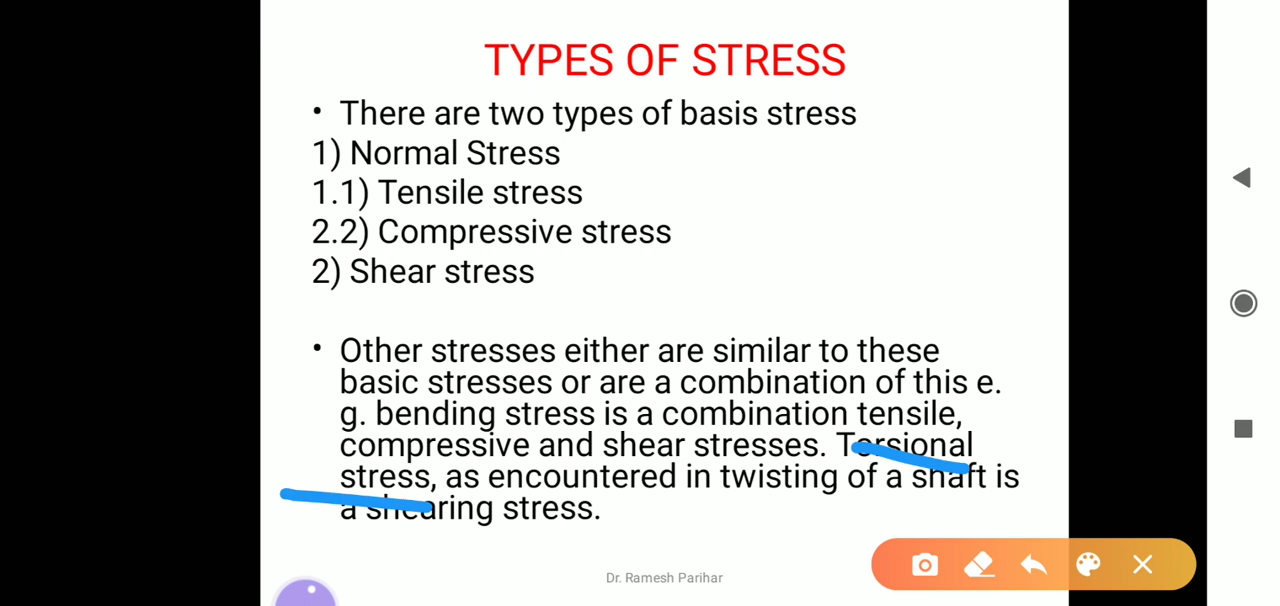 TYPES OF STRESS
• There are two types of basis stress
1) Normal Stress
1.1) Tensile stress
2.2) Compressive stress
2) Shear stress
• Other stresses either are similar to these
basic stresses or are a combination of this e.
g. bending stress is a combination tensile,
compressive and shear stresses. Torsional
stress, as encountered in twisting of a shaft is
a shearing stress.
Dr. Ramesh Parihar